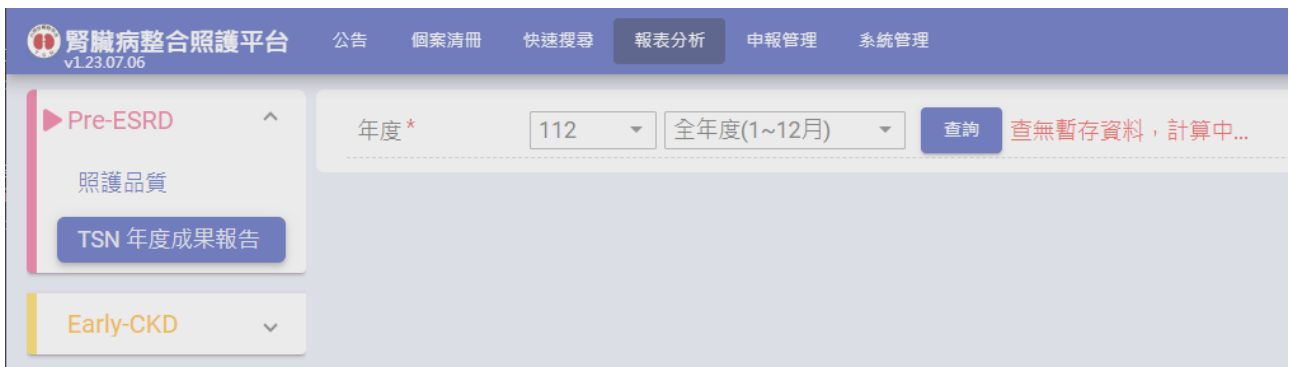 腎臟病整合照護平台
v1.23.07.06
公告 個案清冊 快速搜尋 報表分析 申報管理 系統管理
Pre-ESRD
照護品質
TSN 年度成果報告
Early-CKD
年度* 112 全年度(1~12月) 查詢 查無暫存資料，計算中...